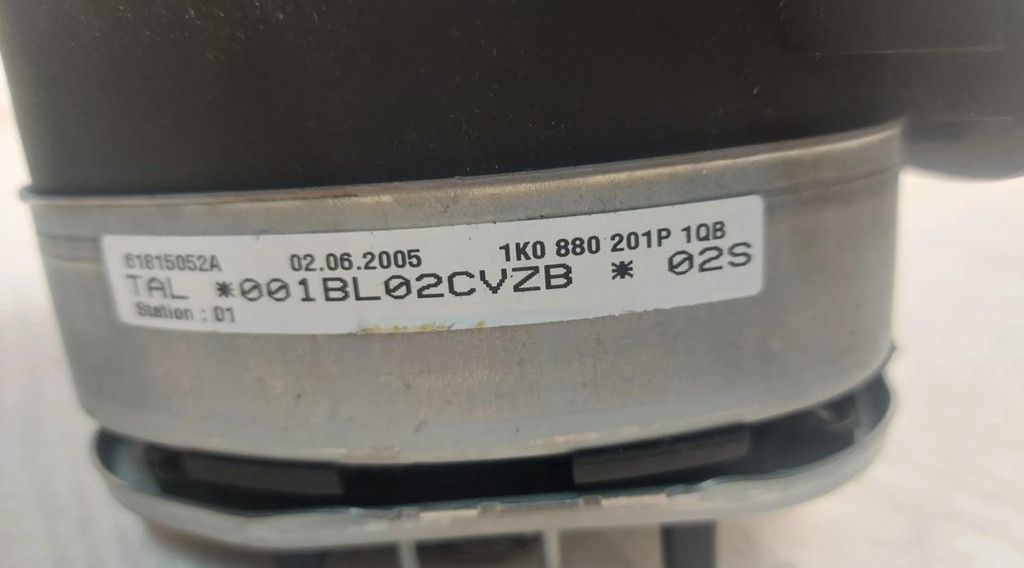 61815052A 02.06.2005 1K0 880 201P 1QB
TAL *001BL02CVZB * 02S
Station : 01